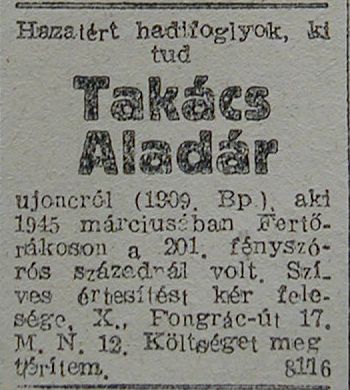 Hazatért hadifoglyok, ki
tud
Takács
Aladár
ujoncról (1909. Bp.), aki
1945 márciusában Fertő-
rákoson a 201. fényszó-
rós századnál volt. Szí-
ves értesítést kér fele-
sége, X., Pongrác-út 17.
M. N. 12. Költséget meg
térítem. 8116